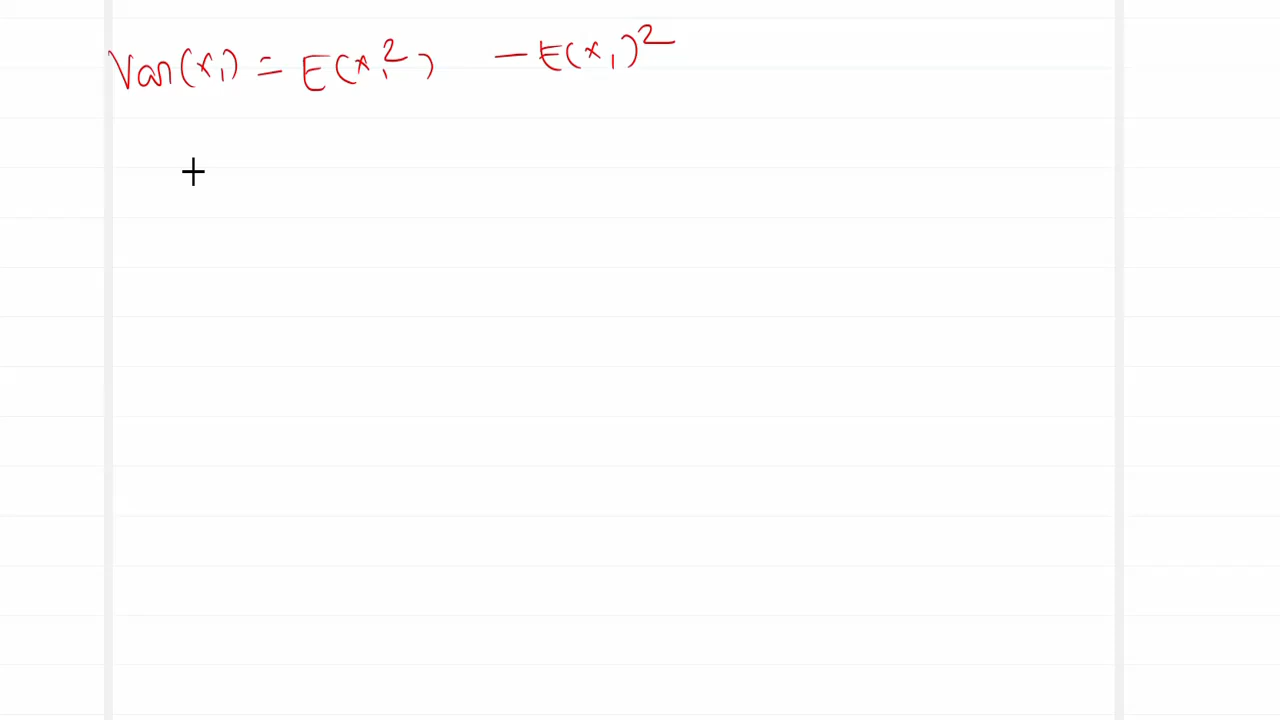 Var(x₁) = E(x₁²) - E(x₁)²